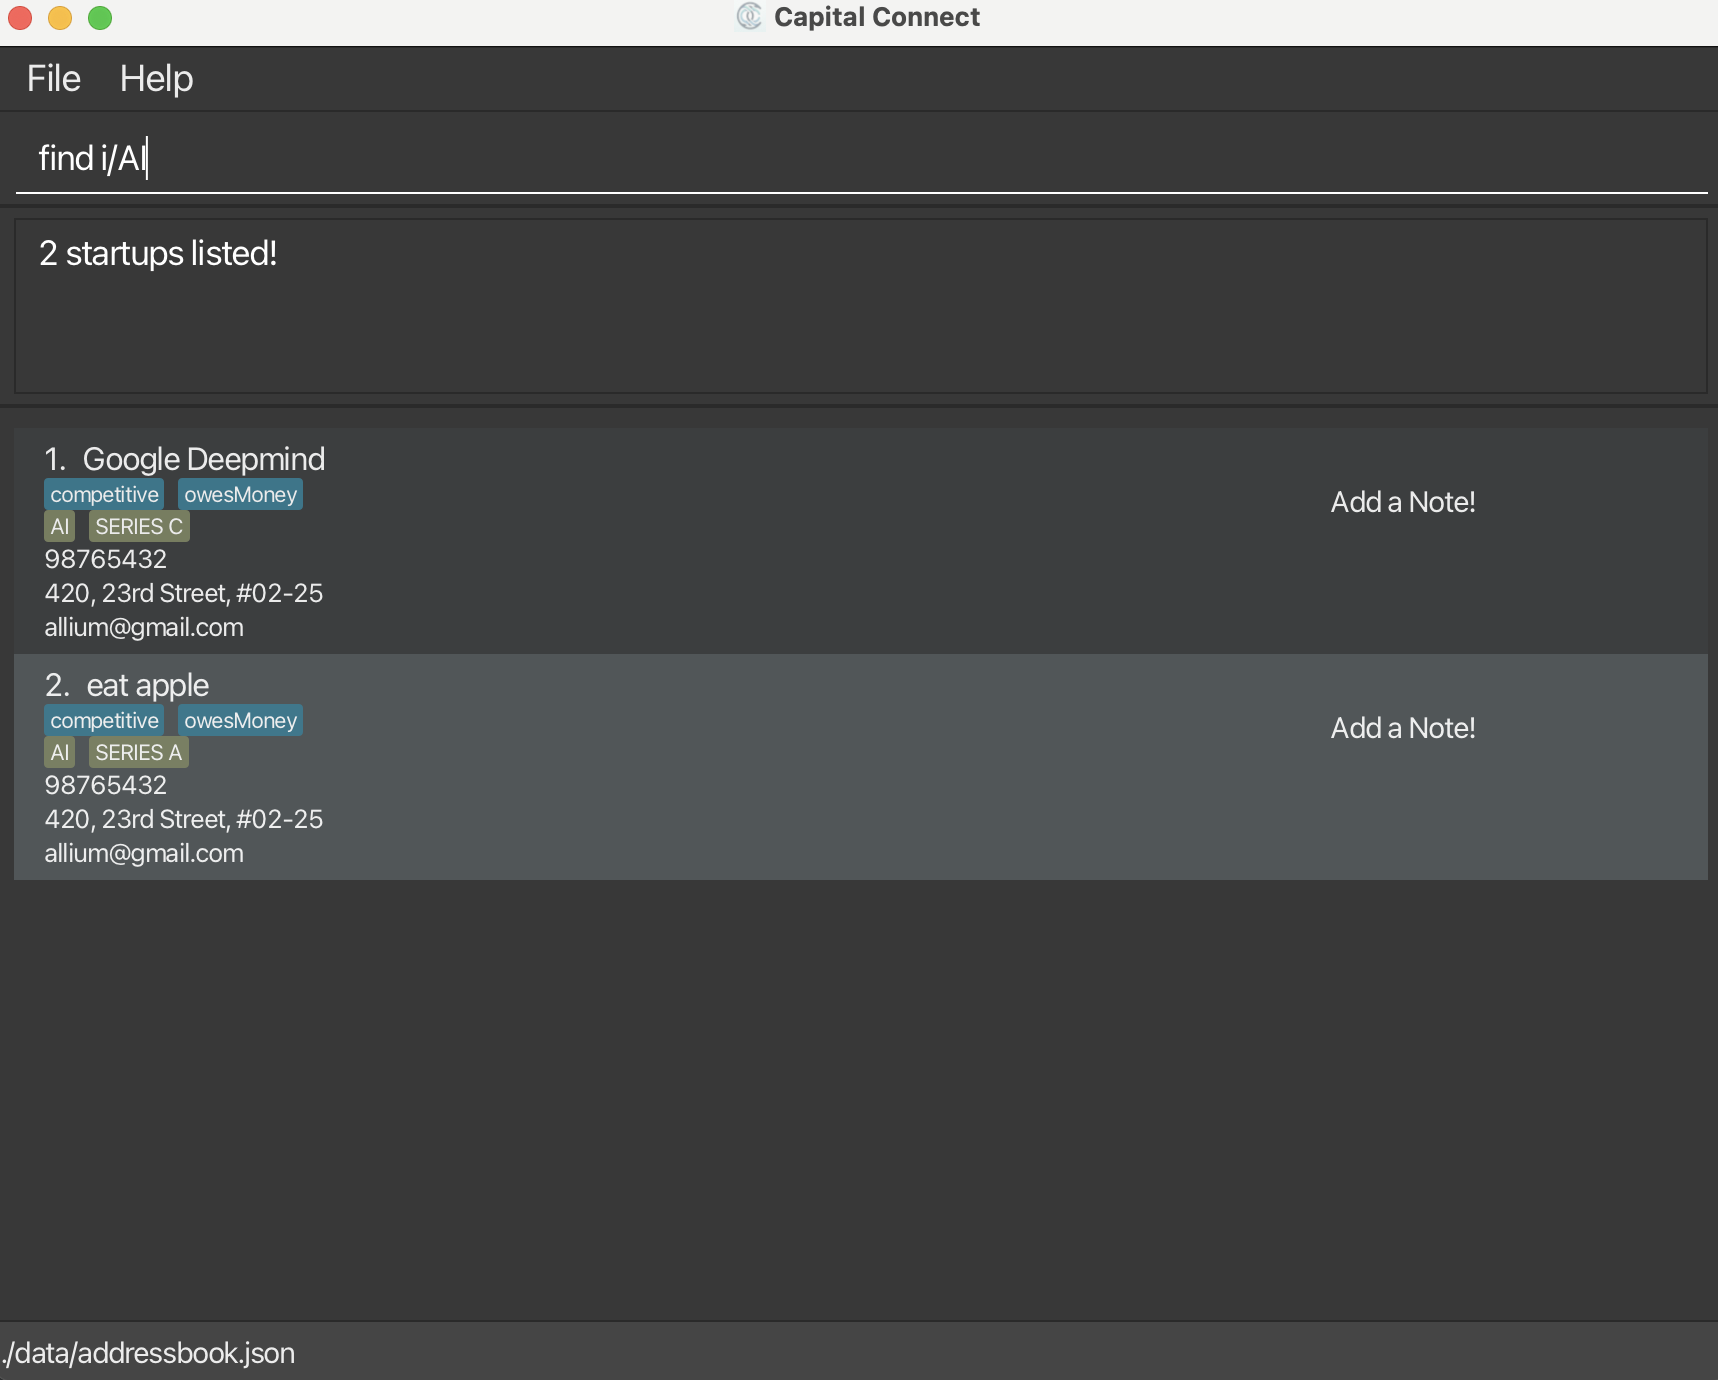 Capital Connect
File Help
find i/AI
2 startups listed!
1. Google Deepmind
competitive owesMoney
Add a Note!
AI SERIES C
98765432
420, 23rd Street, #02-25
allium@gmail.com
2. eat apple
competitive owesMoney
Add a Note!
AI SERIES A
98765432
420, 23rd Street, #02-25
allium@gmail.com
./data/addressbook.json